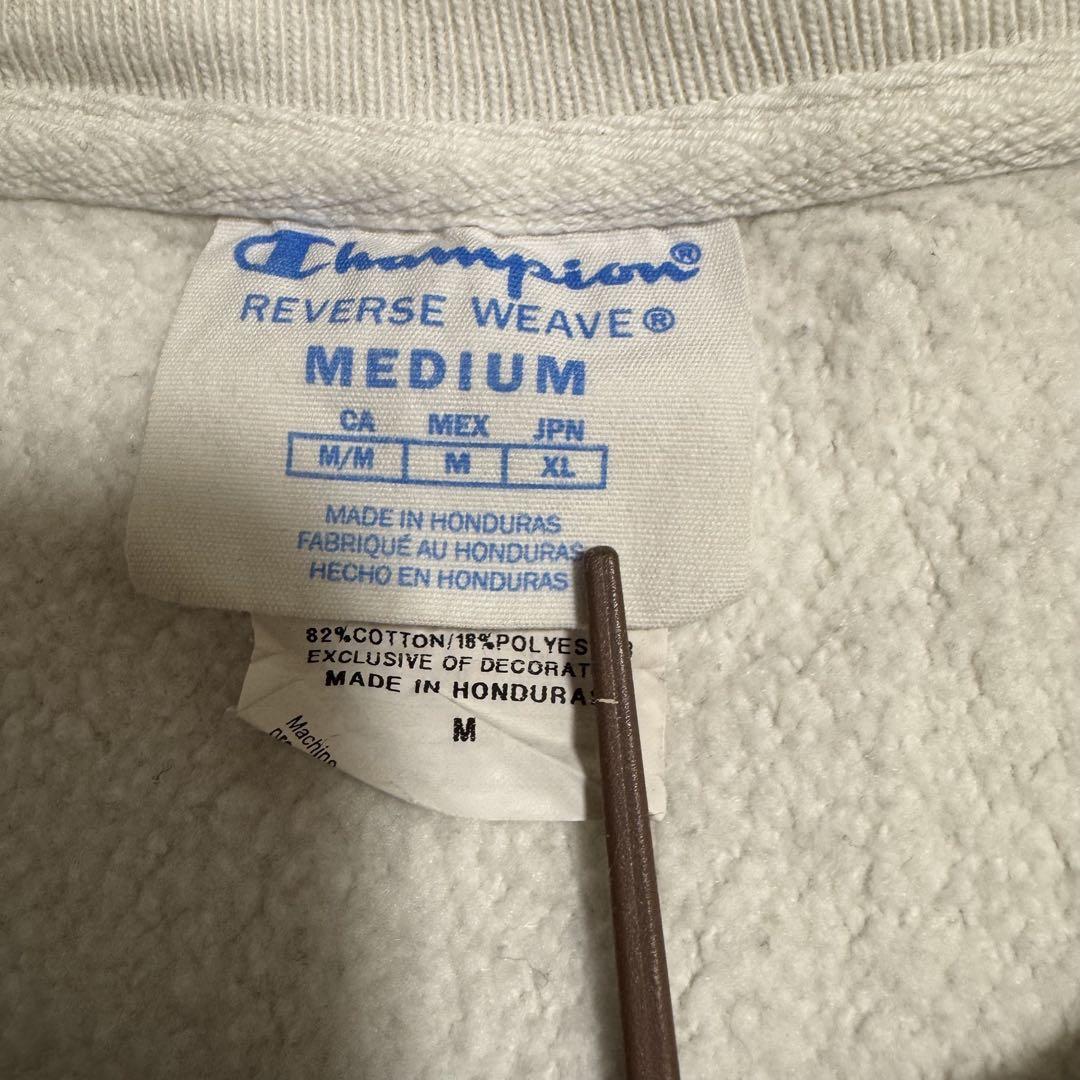 Champion®
REVERSE WEAVE®
MEDIUM
CA MEX JPN
M/M M XL
MADE IN HONDURAS
FABRIQUÉ AU HONDURAS
HECHO EN HONDURAS
82%COTTON/18%POLYES
EXCLUSIVE OF DECORAT
MADE IN HONDURAS
M
Machine